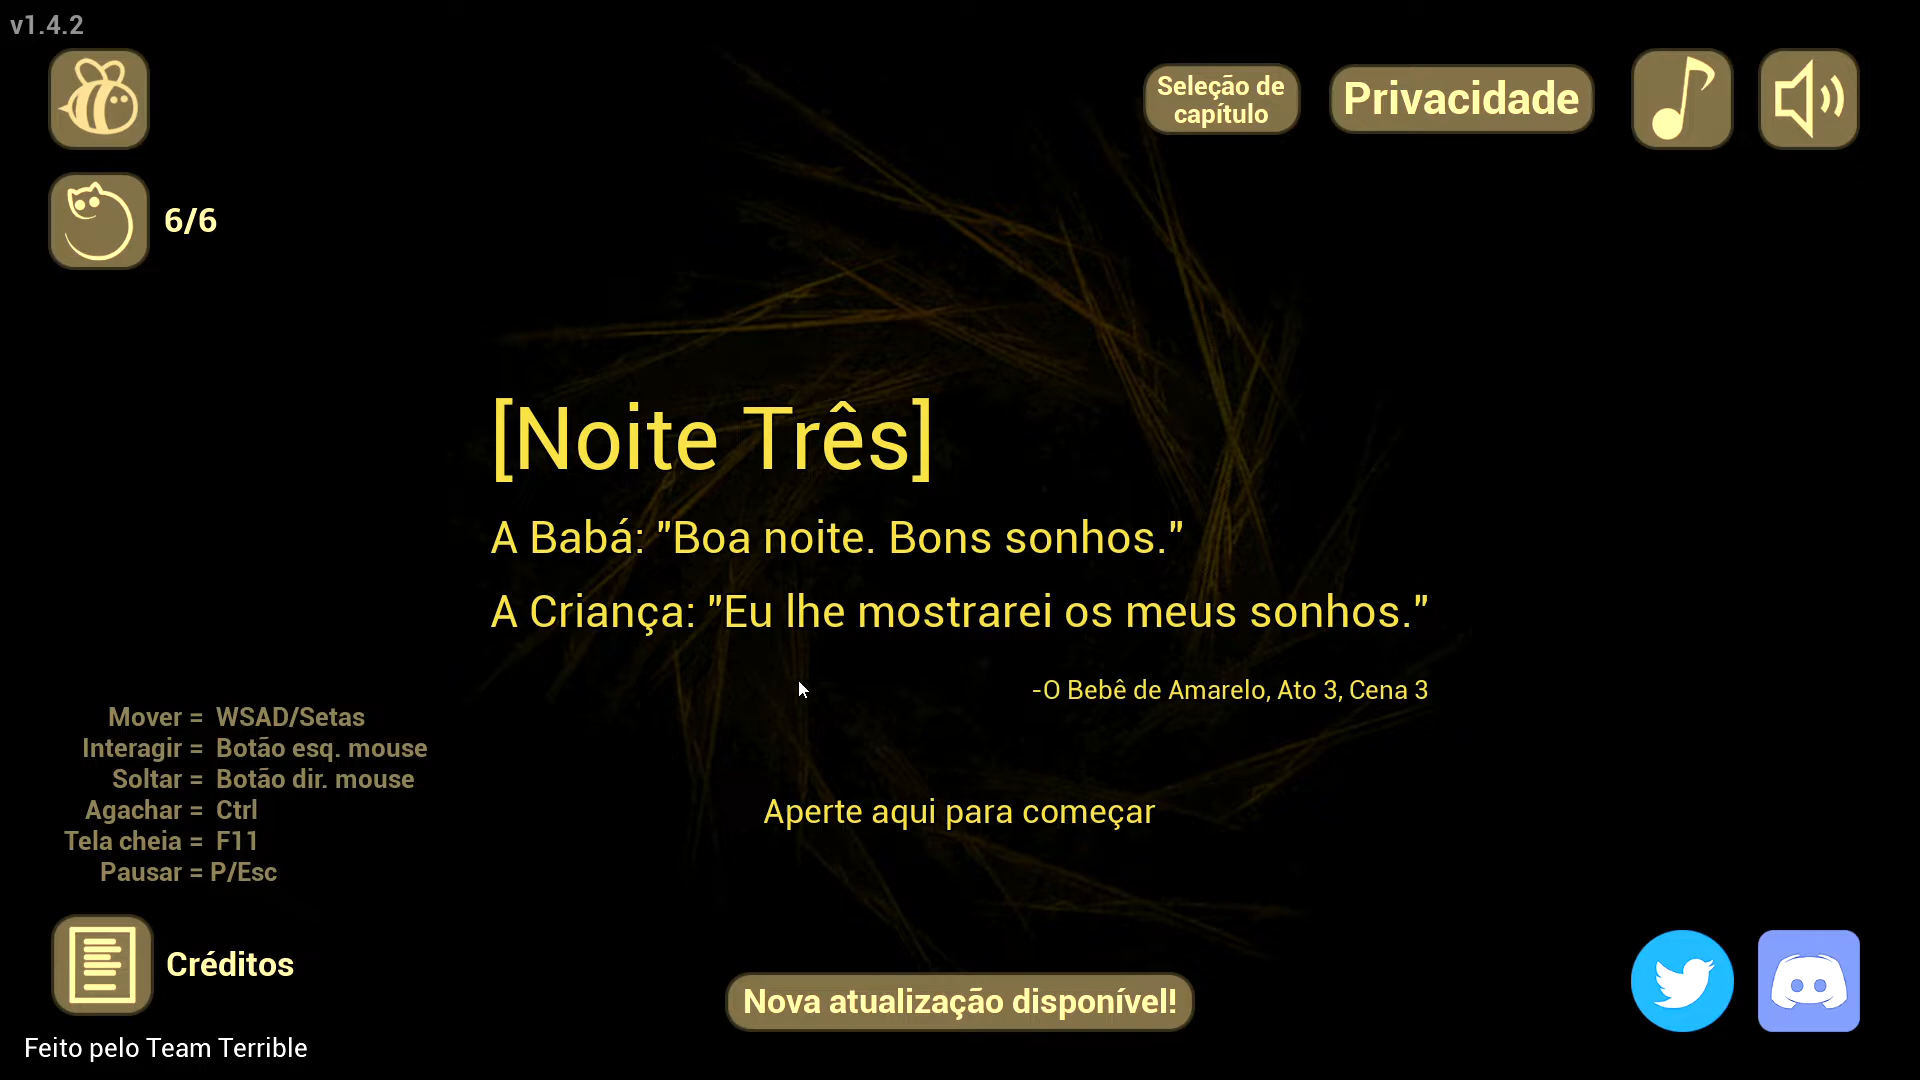 v1.4.2
Seleção de
capítulo
Privacidade
6/6
[Noite Três]
A Babá: "Boa noite. Bons sonhos."
A Criança: "Eu lhe mostrarei os meus sonhos."
-O Bebê de Amarelo, Ato 3, Cena 3
Mover = WSAD/Setas
Interagir = Botão esq. mouse
Soltar = Botão dir. mouse
Agachar = Ctrl
Tela cheia = F11
Pausar = P/Esc
Aperte aqui para começar
Créditos
Nova atualização disponível!
Feito pelo Team Terrible